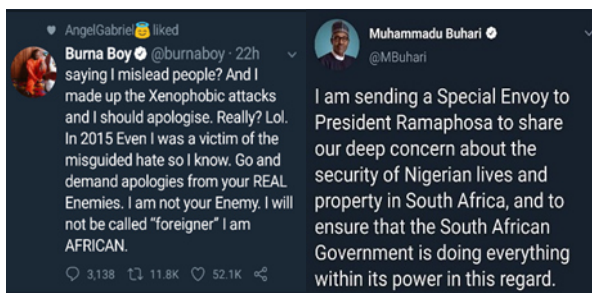 AngelGabriel😇 liked
Burna Boy @burnaboy · 22h
saying I mislead people? And I
made up the Xenophobic attacks
and I should apologise. Really? Lol.
In 2015 Even I was a victim of the
misguided hate so I know. Go and
demand apologies from your REAL
Enemies. I am not your Enemy. I will
not be called “foreigner” I am
AFRICAN.
3,138 11.8K 52.1K
Muhammadu Buhari
@MBuhari
I am sending a Special Envoy to
President Ramaphosa to share
our deep concern about the
security of Nigerian lives and
property in South Africa, and to
ensure that the South African
Government is doing everything
within its power in this regard.